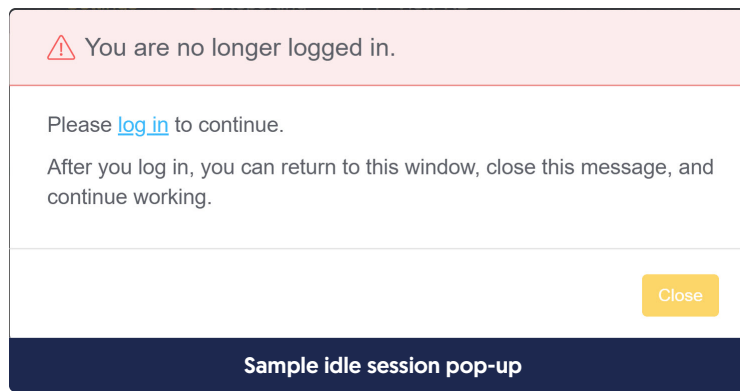 You are no longer logged in.
Please log in to continue.
After you log in, you can return to this window, close this message, and
continue working.
Close
Sample idle session pop-up